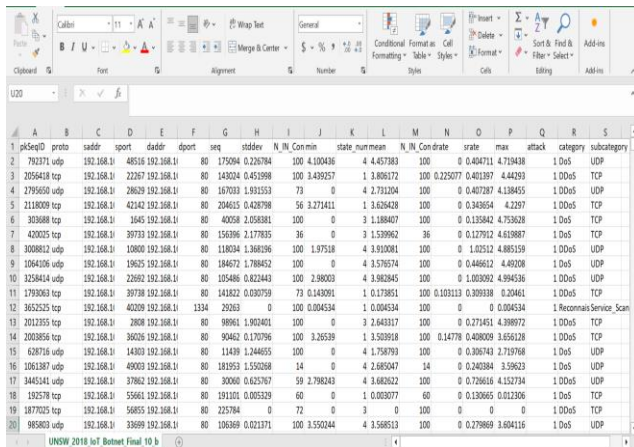 Calibri 11 A A Wrap Text General Insert Σ
Paste B I U A Merge & Center $ % 9 Conditional Format as Cell Delete Sort & Find & Add-ins
Formatting Table Styles Format Filter Select
Clipboard Font Alignment Number Styles Cells Editing Add-ins
U20 fx
A B C D E F G H I J K L M N O P Q R S
1 pkSeqID proto saddr sport daddr dport seq stddev N_IN_Con min state_num mean N_IN_Con drate srate max attack category subcategory
2 792371 udp 192.168.1 48516 192.168.1 80 175094 0.226784 100 4.100436 4 4.457383 100 0 0.404711 4.719438 1 DoS UDP
3 2056418 tcp 192.168.1 22267 192.168.1 80 143024 0.451998 100 3.439257 1 3.806172 100 0.225077 0.401397 4.44293 1 DDoS TCP
4 2795650 udp 192.168.1 28629 192.168.1 80 167033 1.931553 73 0 4 2.731204 100 0 0.407287 4.138455 1 DDoS UDP
5 2118009 tcp 192.168.1 42142 192.168.1 80 204615 0.428798 56 3.271411 1 3.626428 100 0 0.343654 4.2297 1 DDoS TCP
6 303688 tcp 192.168.1 1645 192.168.1 80 40058 2.058381 100 0 3 1.188407 100 0 0.135842 4.753628 1 DoS TCP
7 420025 tcp 192.168.1 39733 192.168.1 80 156396 2.177835 36 0 3 1.539962 36 0 0.127912 4.619887 1 DoS TCP
8 3008812 udp 192.168.1 10800 192.168.1 80 118034 1.368196 100 1.97518 4 3.910081 100 0 1.02512 4.885159 1 DDoS UDP
9 1064106 udp 192.168.1 19625 192.168.1 80 184672 1.788452 100 0 4 3.576574 100 0 0.446612 4.49208 1 DoS UDP
10 3258414 udp 192.168.1 22692 192.168.1 80 105486 0.822443 100 2.98003 4 3.982845 100 0 1.003092 4.994536 1 DDoS UDP
11 1793063 tcp 192.168.1 39738 192.168.1 80 141822 0.030759 73 0.143091 1 0.173851 100 0.103113 0.309338 0.20461 1 DDoS TCP
12 3652525 tcp 192.168.1 40209 192.168.1 1334 29263 0 100 0.004534 1 0.004534 100 0 0 0.004534 1 Reconnais Service_Scan
13 2012355 tcp 192.168.1 2808 192.168.1 80 98961 1.902401 100 0 3 2.643317 100 0 0.271451 4.398972 1 DDoS TCP
14 2003856 tcp 192.168.1 36026 192.168.1 80 90462 0.170796 100 3.26539 1 3.503918 100 0.14778 0.408009 3.656128 1 DDoS TCP
15 628716 udp 192.168.1 14303 192.168.1 80 11439 1.244655 100 0 4 1.758793 100 0 0.306743 2.719768 1 DoS UDP
16 1061387 udp 192.168.1 49003 192.168.1 80 181953 1.550268 14 0 4 2.685047 14 0 0.240384 3.59623 1 DoS UDP
17 3445141 udp 192.168.1 37862 192.168.1 80 30060 0.625767 59 2.798243 4 3.682622 100 0 0.726616 4.152734 1 DDoS UDP
18 192578 tcp 192.168.1 55661 192.168.1 80 191101 0.005329 60 0 1 0.003077 60 0 0.130665 0.012306 1 DoS TCP
19 1877025 tcp 192.168.1 56855 192.168.1 80 225784 0 72 0 3 0 100 0 0 0 1 DDoS TCP
20 985803 udp 192.168.1 33699 192.168.1 80 106369 0.021371 100 3.550244 4 3.568513 100 0 0.279869 3.604116 1 DoS UDP
UNSW_2018_IoT_Botnet_Final_10_b